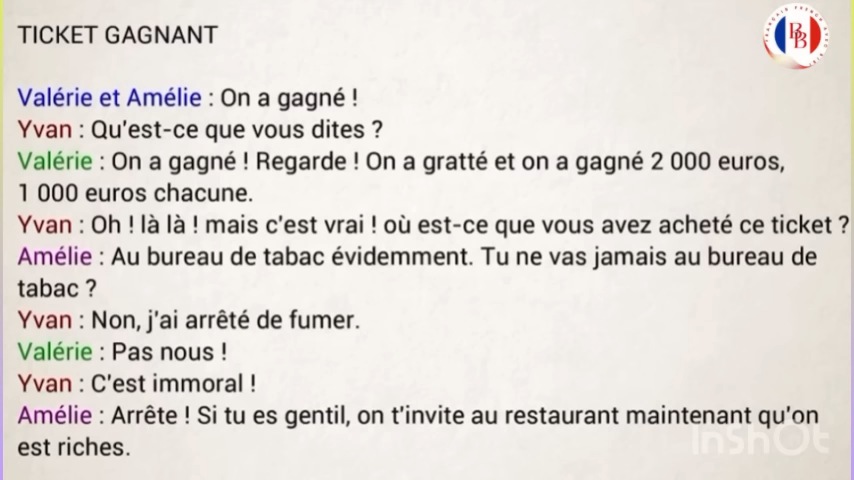 TICKET GAGNANT
Valérie et Amélie : On a gagné !
Yvan : Qu'est-ce que vous dites ?
Valérie : On a gagné ! Regarde ! On a gratté et on a gagné 2 000 euros,
1 000 euros chacune.
Yvan : Oh ! là là ! mais c'est vrai ! où est-ce que vous avez acheté ce ticket ?
Amélie : Au bureau de tabac évidemment. Tu ne vas jamais au bureau de
tabac ?
Yvan : Non, j'ai arrêté de fumer.
Valérie : Pas nous !
Yvan : C'est immoral !
Amélie : Arrête ! Si tu es gentil, on t'invite au restaurant maintenant qu'on
est riches.
InshOt